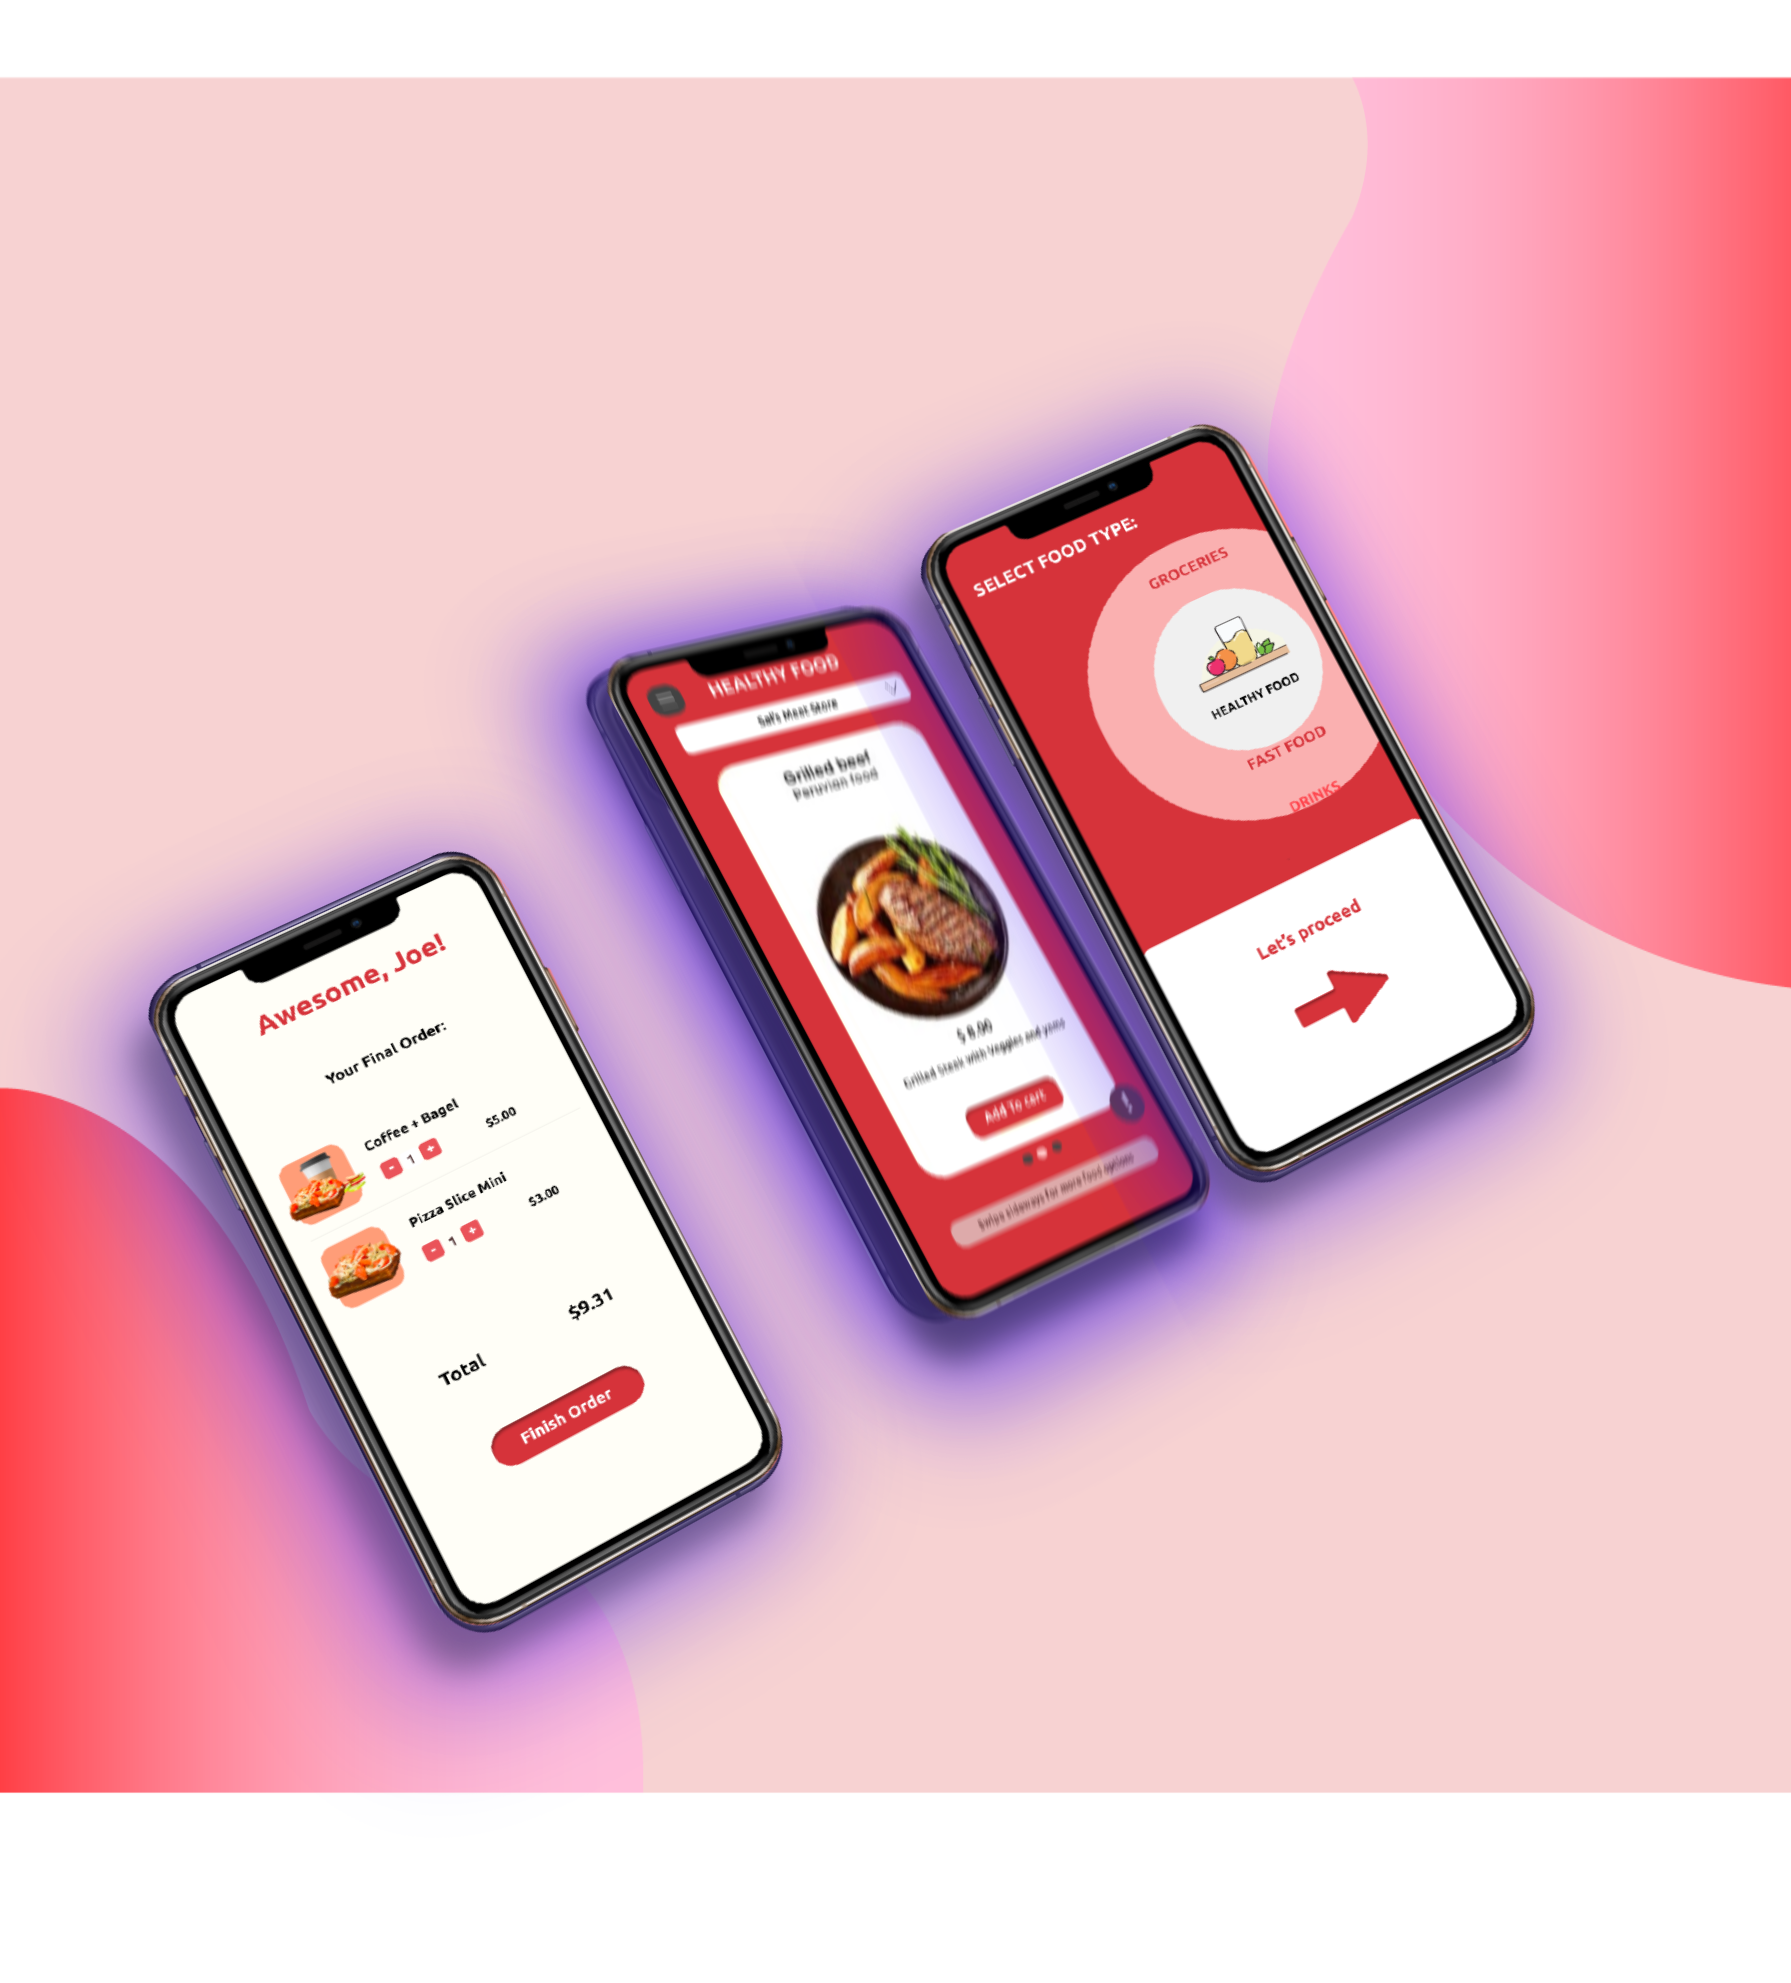 Awesome, Joe!
Your Final Order:
Coffee + Bagel
$5.00
- 1 +
Pizza Slice Mini
$3.00
- 1 +
$9.31
Total
Finish Order
HEALTHY FOOD
Sal's Meat Store
Grilled beef
Peruvian food
$ 8.00
Grilled Steak with Veggies and yams
Add To cart
Swipe sideways for more food options
SELECT FOOD TYPE:
GROCERIES
HEALTHY FOOD
FAST FOOD
DRINKS
Let's proceed